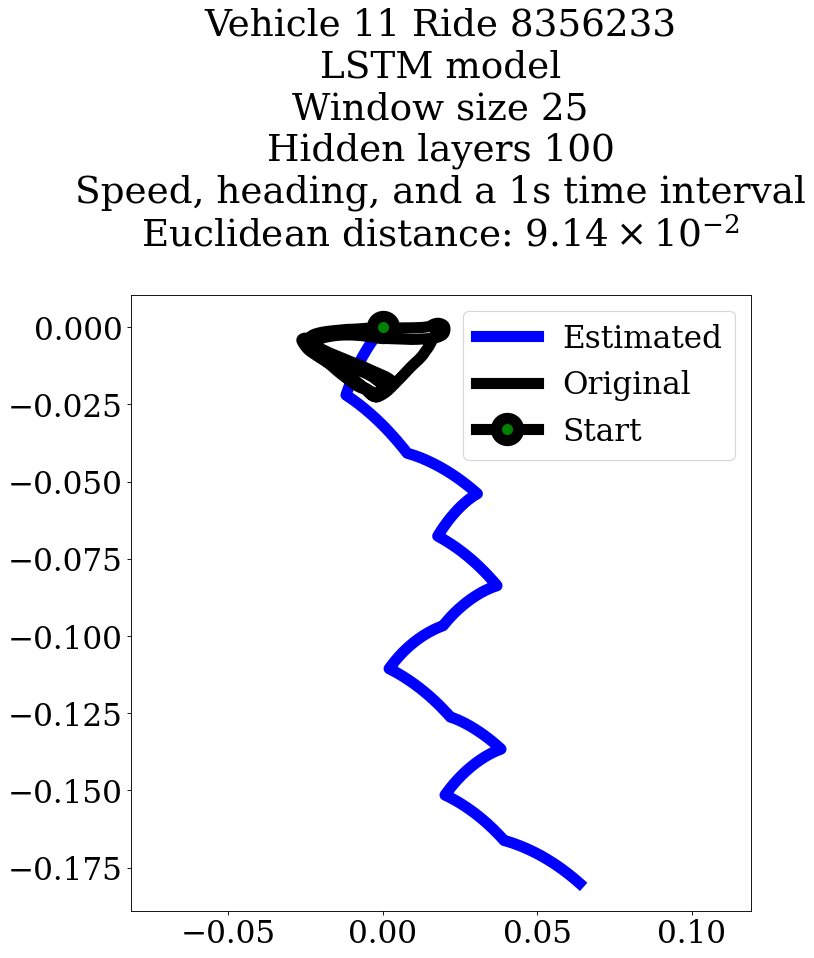 Vehicle 11 Ride 8356233
LSTM model
Window size 25
Hidden layers 100
Speed, heading, and a 1s time interval
Euclidean distance: 9.14 × 10⁻²
Estimated
Original
Start
0.000
−0.025
−0.050
−0.075
−0.100
−0.125
−0.150
−0.175
−0.05 0.00 0.05 0.10